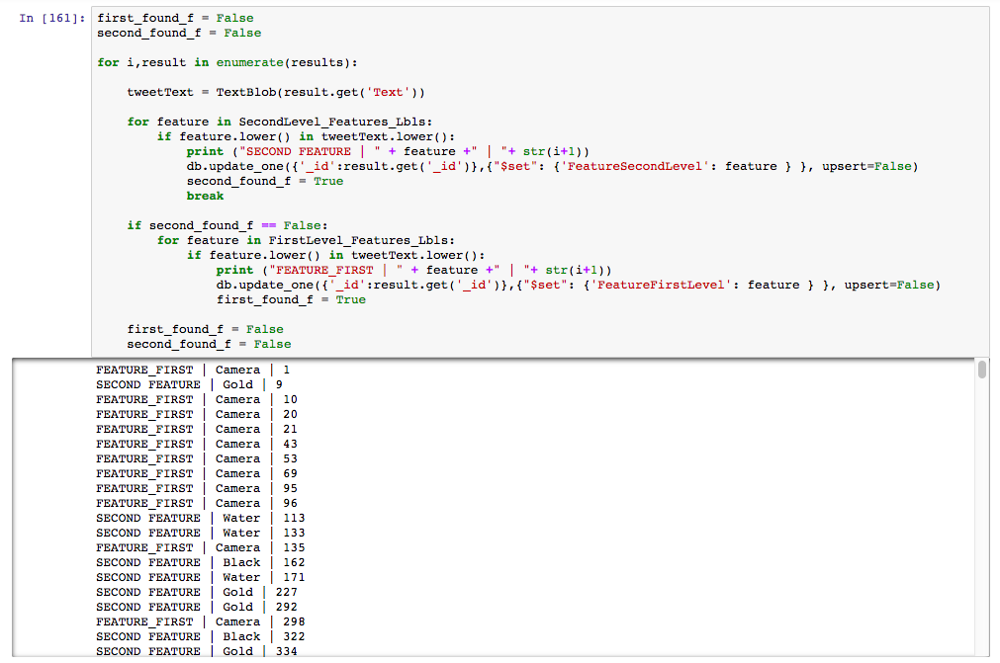 In [161]: first_found_f = False
second_found_f = False
for i,result in enumerate(results):
tweetText = TextBlob(result.get('Text'))
for feature in SecondLevel_Features_Lbls:
if feature.lower() in tweetText.lower():
print ("SECOND FEATURE | " + feature +" | "+ str(i+1))
db.update_one({'_id':result.get('_id')},{"$set": {'FeatureSecondLevel': feature } }, upsert=False)
second_found_f = True
break
if second_found_f == False:
for feature in FirstLevel_Features_Lbls:
if feature.lower() in tweetText.lower():
print ("FEATURE_FIRST | " + feature +" | "+ str(i+1))
db.update_one({'_id':result.get('_id')},{"$set": {'FeatureFirstLevel': feature } }, upsert=False)
first_found_f = True
first_found_f = False
second_found_f = False
FEATURE_FIRST | Camera | 1
SECOND FEATURE | Gold | 9
FEATURE_FIRST | Camera | 10
FEATURE_FIRST | Camera | 20
FEATURE_FIRST | Camera | 21
FEATURE_FIRST | Camera | 43
FEATURE_FIRST | Camera | 53
FEATURE_FIRST | Camera | 69
FEATURE_FIRST | Camera | 95
FEATURE_FIRST | Camera | 96
SECOND FEATURE | Water | 113
SECOND FEATURE | Water | 133
FEATURE_FIRST | Camera | 135
SECOND FEATURE | Black | 162
SECOND FEATURE | Water | 171
SECOND FEATURE | Gold | 227
SECOND FEATURE | Gold | 292
FEATURE_FIRST | Camera | 298
SECOND FEATURE | Black | 322
SECOND FEATURE | Gold | 334